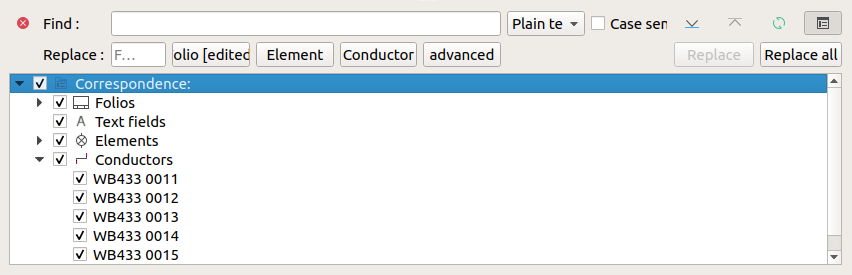 Find :
Plain te
Case sen
Replace :
F...
olio [edited
Element
Conductor
advanced
Replace
Replace all
Correspondence:
Folios
A Text fields
Elements
Conductors
WB433 0011
WB433 0012
WB433 0013
WB433 0014
WB433 0015